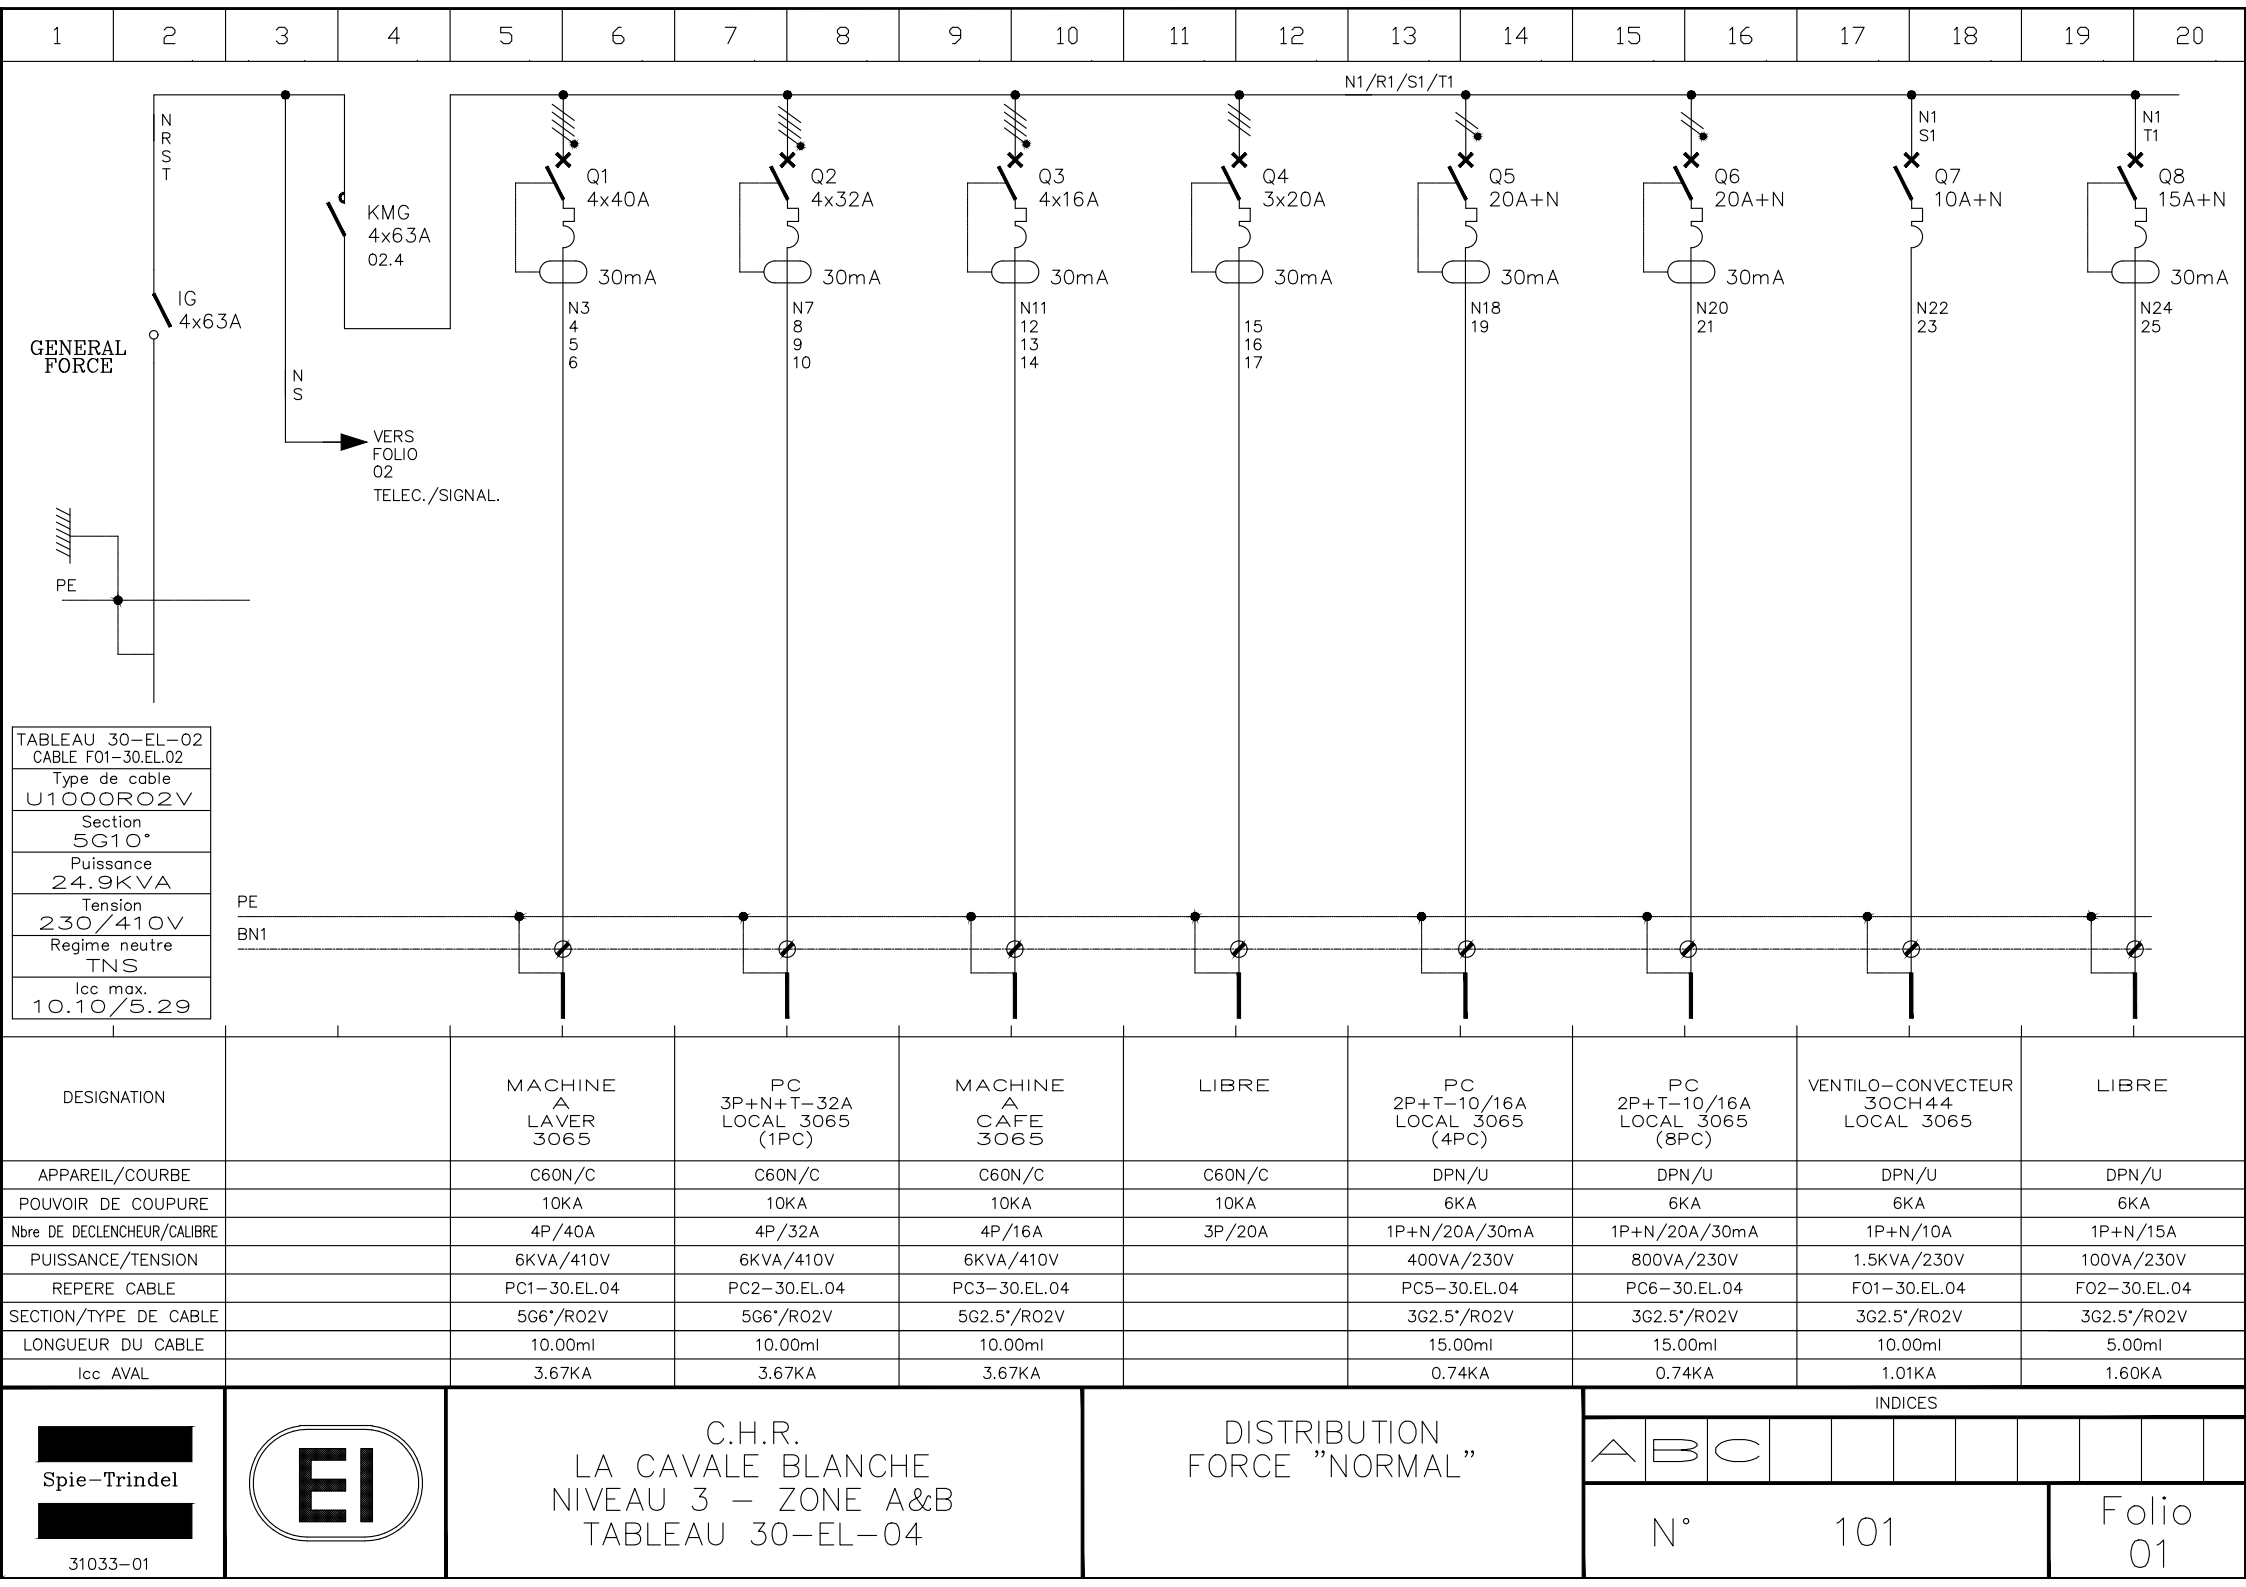 1 2 3 4 5 6 7 8 9 10 11 12 13 14 15 16 17 18 19 20
N1/R1/S1/T1
N
R
S
T
IG
4x63A
GENERAL
FORCE
KMG
4x63A
02.4
N
S
VERS
FOLIO
02
TELEC./SIGNAL.
PE
Q1
4x40A
30mA
N3
4
5
6
Q2
4x32A
30mA
N7
8
9
10
Q3
4x16A
30mA
N11
12
13
14
Q4
3x20A
30mA
15
16
17
Q5
20A+N
30mA
N18
19
Q6
20A+N
30mA
N20
21
N1
S1
Q7
10A+N
N22
23
N1
T1
Q8
15A+N
30mA
N24
25
TABLEAU 30-EL-02
CABLE F01-30.EL.02
Type de cable
U1000RO2V
Section
5G10°
Puissance
24.9KVA
Tension
230/410V
Regime neutre
TNS
Icc max.
10.10/5.29
PE
BN1
DESIGNATION
MACHINE
A
LAVER
3065
PC
3P+N+T-32A
LOCAL 3065
(1PC)
MACHINE
A
CAFE
3065
LIBRE
PC
2P+T-10/16A
LOCAL 3065
(4PC)
PC
2P+T-10/16A
LOCAL 3065
(8PC)
VENTILO-CONVECTEUR
30CH44
LOCAL 3065
LIBRE
APPAREIL/COURBE C60N/C C60N/C C60N/C C60N/C DPN/U DPN/U DPN/U DPN/U
POUVOIR DE COUPURE 10KA 10KA 10KA 10KA 6KA 6KA 6KA 6KA
Nbre DE DECLENCHEUR/CALIBRE 4P/40A 4P/32A 4P/16A 3P/20A 1P+N/20A/30mA 1P+N/20A/30mA 1P+N/10A 1P+N/15A
PUISSANCE/TENSION 6KVA/410V 6KVA/410V 6KVA/410V 400VA/230V 800VA/230V 1.5KVA/230V 100VA/230V
REPERE CABLE PC1-30.EL.04 PC2-30.EL.04 PC3-30.EL.04 PC5-30.EL.04 PC6-30.EL.04 FO1-30.EL.04 FO2-30.EL.04
SECTION/TYPE DE CABLE 5G6°/RO2V 5G6°/RO2V 5G2.5°/RO2V 3G2.5°/RO2V 3G2.5°/RO2V 3G2.5°/RO2V 3G2.5°/RO2V
LONGUEUR DU CABLE 10.00ml 10.00ml 10.00ml 15.00ml 15.00ml 10.00ml 5.00ml
Icc AVAL 3.67KA 3.67KA 3.67KA 0.74KA 0.74KA 1.01KA 1.60KA
Spie-Trindel
31033-01
EI
C.H.R.
LA CAVALE BLANCHE
NIVEAU 3 - ZONE A&B
TABLEAU 30-EL-04
DISTRIBUTION
FORCE "NORMAL"
INDICES
A B C
N° 101
Folio
01